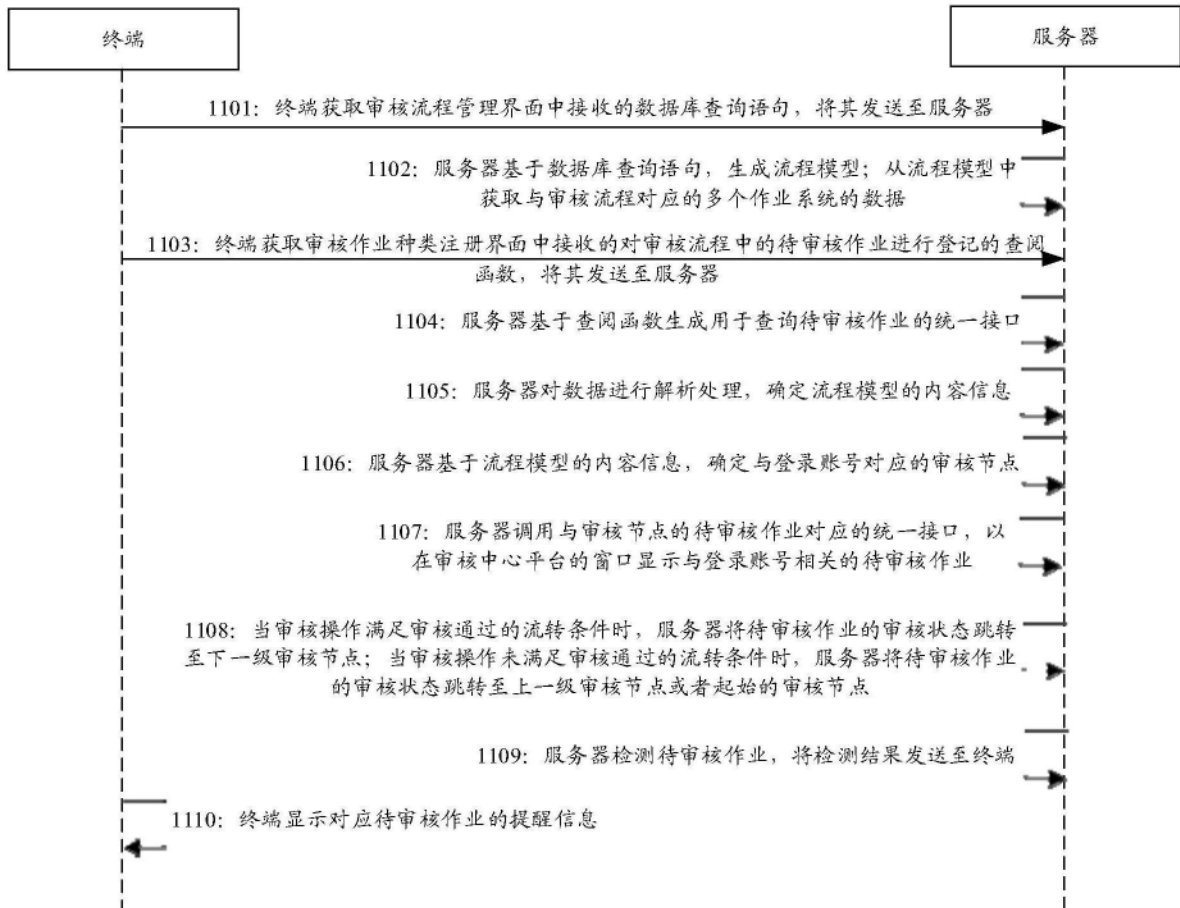 终端
服务器
1101：终端获取审核流程管理界面中接收的数据库查询语句，将其发送至服务器
1102：服务器基于数据库查询语句，生成流程模型；从流程模型中
获取与审核流程对应的多个作业系统的数据
1103：终端获取审核作业种类注册界面中接收的对审核流程中的待审核作业进行登记的查阅
函数，将其发送至服务器
1104：服务器基于查阅函数生成用于查询待审核作业的统一接口
1105：服务器对数据进行解析处理，确定流程模型的内容信息
1106：服务器基于流程模型的内容信息，确定与登录账号对应的审核节点
1107：服务器调用与审核节点的待审核作业对应的统一接口，以
在审核中心平台的窗口显示与登录账号相关的待审核作业
1108：当审核操作满足审核通过的流转条件时，服务器将待审核作业的审核状态跳转
至下一级审核节点；当审核操作未满足审核通过的流转条件时，服务器将待审核作业
的审核状态跳转至上一级审核节点或者起始的审核节点
1109：服务器检测待审核作业，将检测结果发送至终端
1110：终端显示对应待审核作业的提醒信息